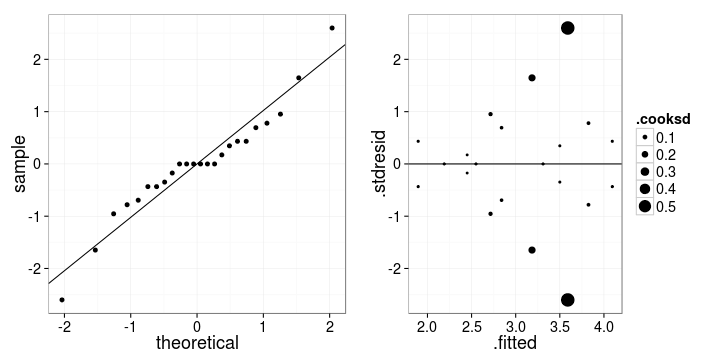 2
1
0
-1
-2
sample
-2 -1 0 1 2
theoretical
2
1
0
-1
-2
.stdresid
2.0 2.5 3.0 3.5 4.0
.fitted
.cooksd
0.1
0.2
0.3
0.4
0.5